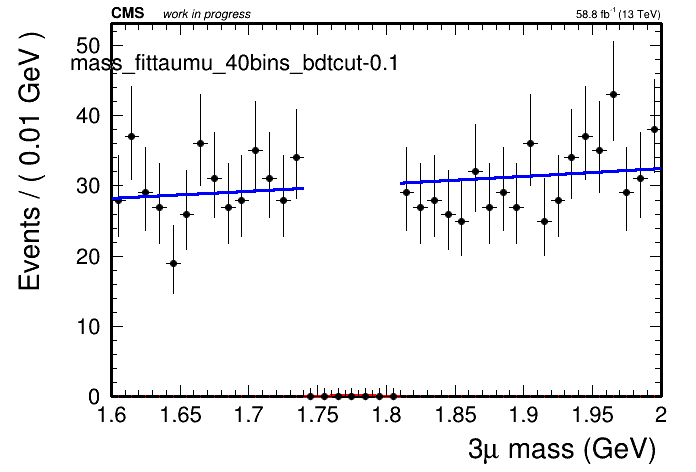 CMS work in progress 58.8 fb⁻¹ (13 TeV)
mass_fittaumu_40bins_bdtcut-0.1
Events / ( 0.01 GeV )
50
40
30
20
10
0
1.6 1.65 1.7 1.75 1.8 1.85 1.9 1.95 2
3μ mass (GeV)